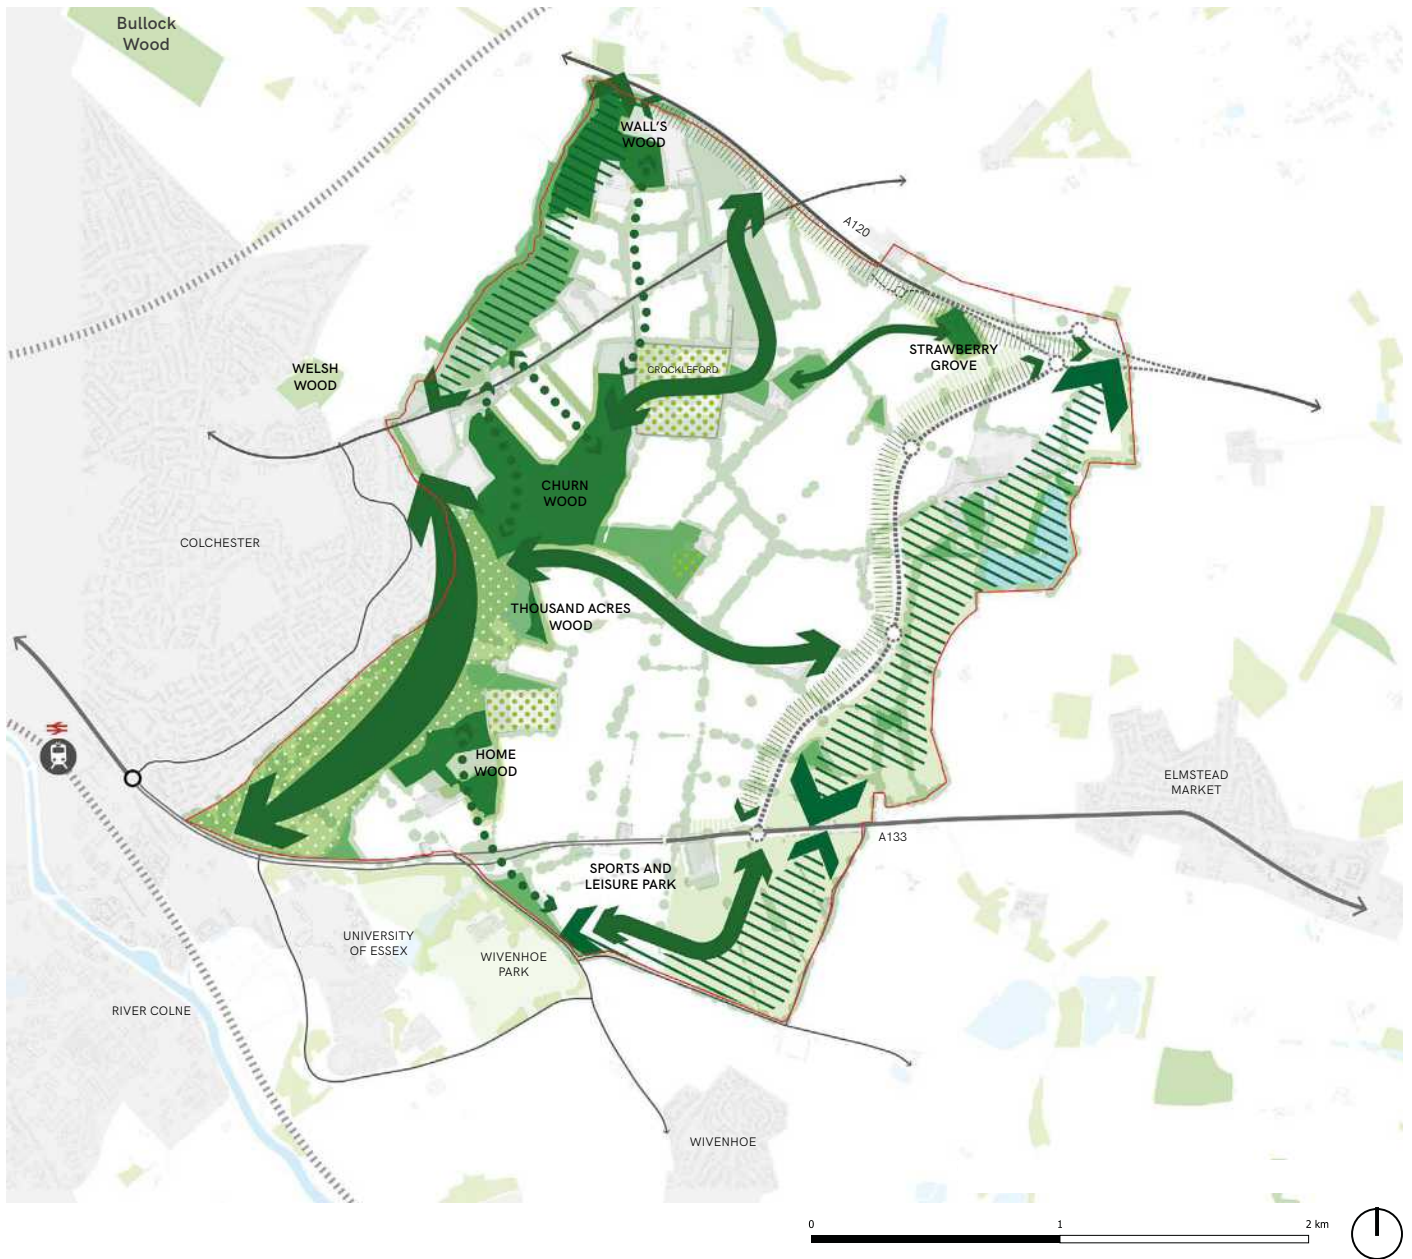 Bullock
Wood
WALL'S
WOOD
A120
STRAWBERRY
GROVE
WELSH
WOOD
CROCKLEFORD
CHURN
WOOD
COLCHESTER
THOUSAND ACRES
WOOD
HOME
WOOD
ELMSTEAD
MARKET
A133
SPORTS AND
LEISURE PARK
UNIVERSITY
OF ESSEX
WIVENHOE
PARK
RIVER COLNE
WIVENHOE
0 1 2 km